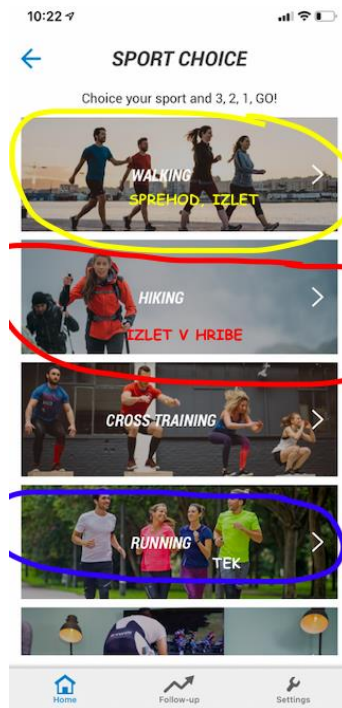 10:22
SPORT CHOICE
Choice your sport and 3, 2, 1, GO!
WALKING
SPREHOD, IZLET
HIKING
IZLET V HRIBE
CROSS TRAINING
RUNNING
TEK
Home Follow-up Settings